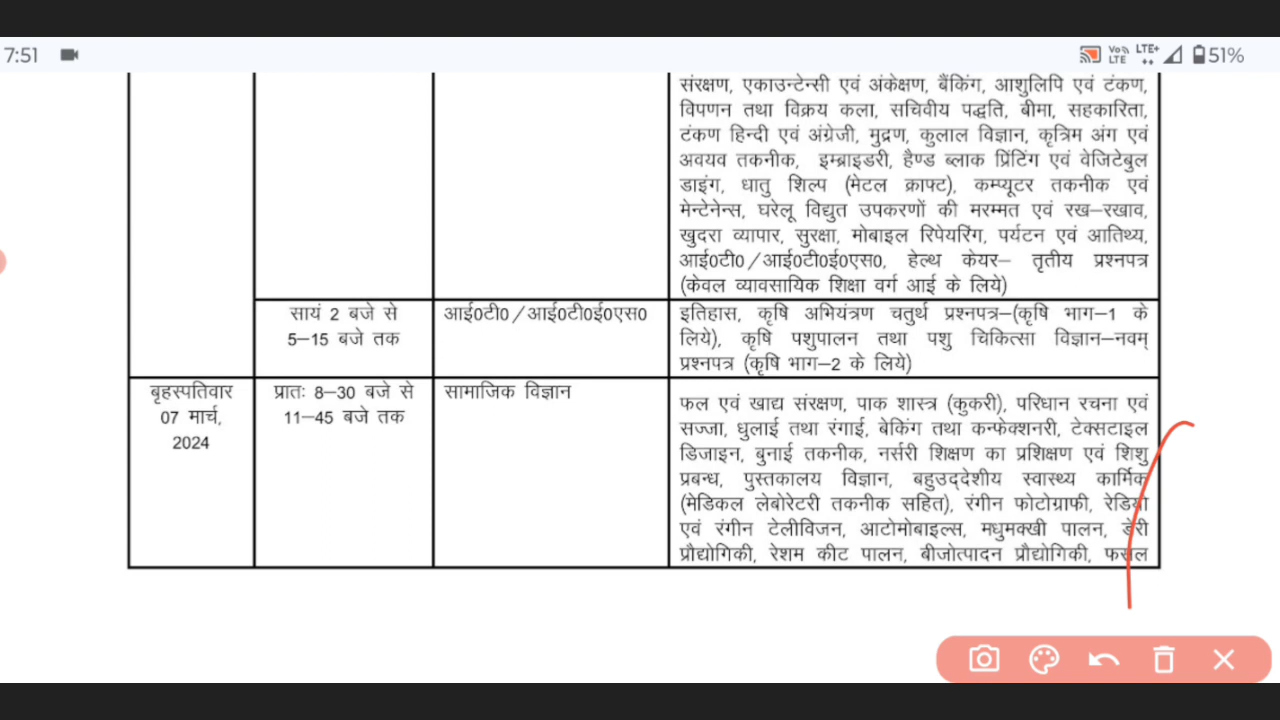 7:51
Vo LTE LTE+ 51%
संरक्षण, एकाउन्टेन्सी एवं अंकेक्षण, बैंकिंग, आशुलिपि एवं टंकण,
विपणन तथा विक्रय कला, सचिवीय पद्धति, बीमा, सहकारिता,
टंकण हिन्दी एवं अंग्रेजी, मुद्रण, कुलाल विज्ञान, कृत्रिम अंग एवं
अवयव तकनीक, इम्ब्राइडरी, हैण्ड ब्लाक प्रिंटिंग एवं वेजिटेबुल
डाइंग, धातु शिल्प (मेटल क्राफ्ट), कम्प्यूटर तकनीक एवं
मेन्टेनेन्स, घरेलू विद्युत उपकरणों की मरम्मत एवं रख–रखाव,
खुदरा व्यापार, सुरक्षा, मोबाइल रिपेयरिंग, पर्यटन एवं आतिथ्य,
आई0टी0/आई0टी0ई0एस0, हेल्थ केयर– तृतीय प्रश्नपत्र
(केवल व्यावसायिक शिक्षा वर्ग आई के लिये)
सायं 2 बजे से
5–15 बजे तक
आई0टी0/आई0टी0ई0एस0
इतिहास, कृषि अभियंत्रण चतुर्थ प्रश्नपत्र–(कृषि भाग–1 के
लिये), कृषि पशुपालन तथा पशु चिकित्सा विज्ञान–नवम्
प्रश्नपत्र (कृषि भाग–2 के लिये)
बृहस्पतिवार
07 मार्च,
2024
प्रातः 8–30 बजे से
11–45 बजे तक
सामाजिक विज्ञान
फल एवं खाद्य संरक्षण, पाक शास्त्र (कुकरी), परिधान रचना एवं
सज्जा, धुलाई तथा रंगाई, बेकिंग तथा कन्फेक्शनरी, टेक्सटाइल
डिजाइन, बुनाई तकनीक, नर्सरी शिक्षण का प्रशिक्षण एवं शिशु
प्रबन्ध, पुस्तकालय विज्ञान, बहुउद्देशीय स्वास्थ्य कार्मिक
(मेडिकल लेबोरेटरी तकनीक सहित), रंगीन फोटोग्राफी, रेडियो
एवं रंगीन टेलीविजन, आटोमोबाइल्स, मधुमक्खी पालन, डेरी
प्रौद्योगिकी, रेशम कीट पालन, बीजोत्पादन प्रौद्योगिकी, फसल